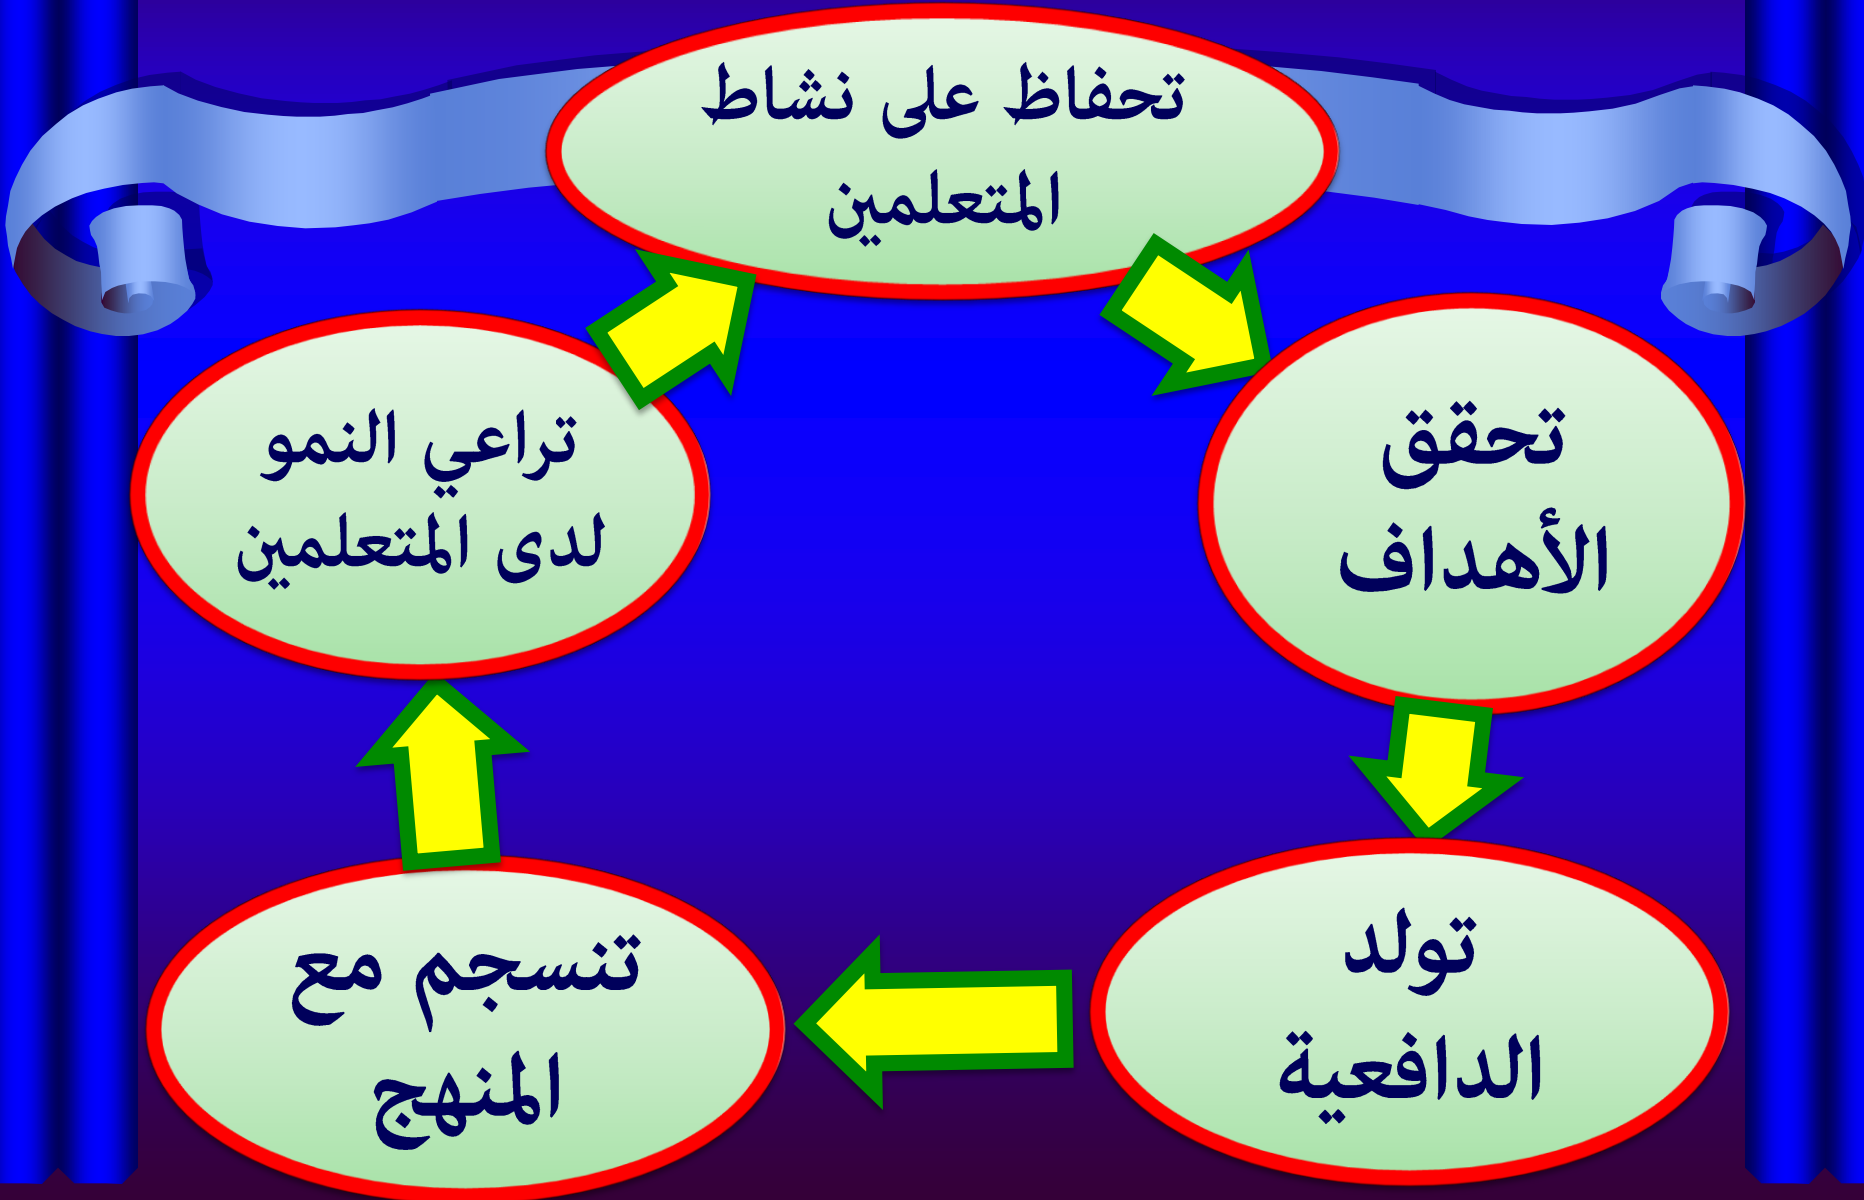 تحفاظ على نشاط
المتعلمين
تحقق
الأهداف
تولد
الدافعية
تنسجم مع
المنهج
تراعي النمو
لدى المتعلمين